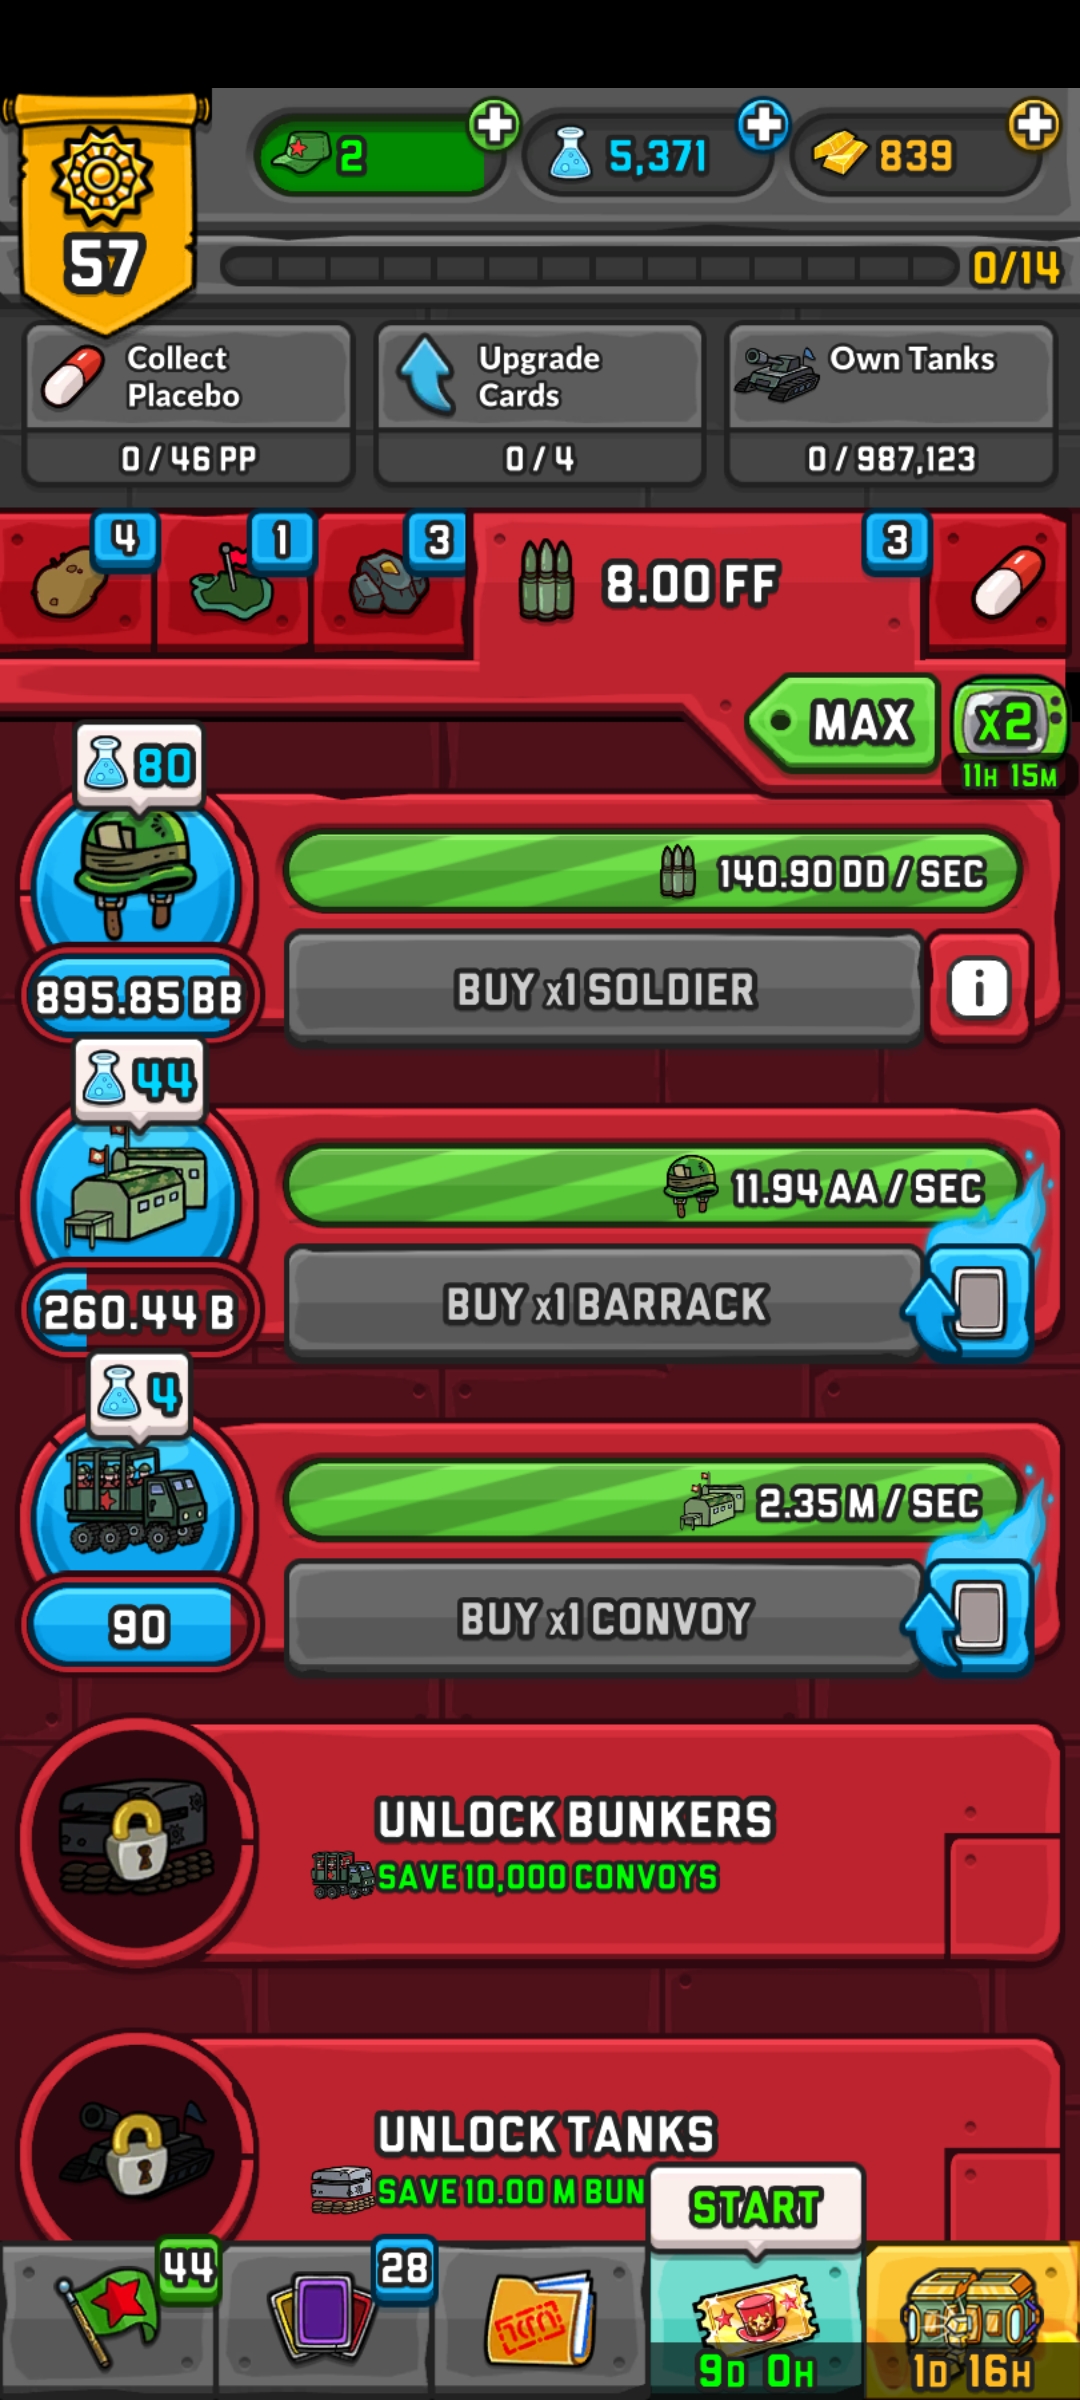 57
2
5,371
839
0/14
Collect
Placebo
0 / 46 PP
Upgrade
Cards
0 / 4
Own Tanks
0 / 987,123
4
1
3
8.00 FF
3
MAX
x2
11H 15M
80
140.90 DD / SEC
895.85 BB
BUY x1 SOLDIER
i
44
11.94 AA / SEC
260.44 B
BUY x1 BARRACK
4
2.35 M / SEC
90
BUY x1 CONVOY
UNLOCK BUNKERS
SAVE 10,000 CONVOYS
UNLOCK TANKS
SAVE 10.00 M BUN
START
44
28
9D 0H
1D 16H